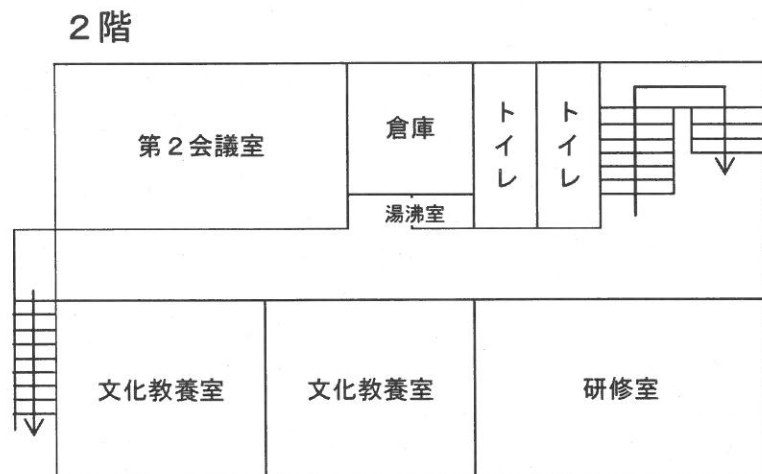 2階
第2会議室
倉庫
湯沸室
トイレ
トイレ
文化教養室
文化教養室
研修室